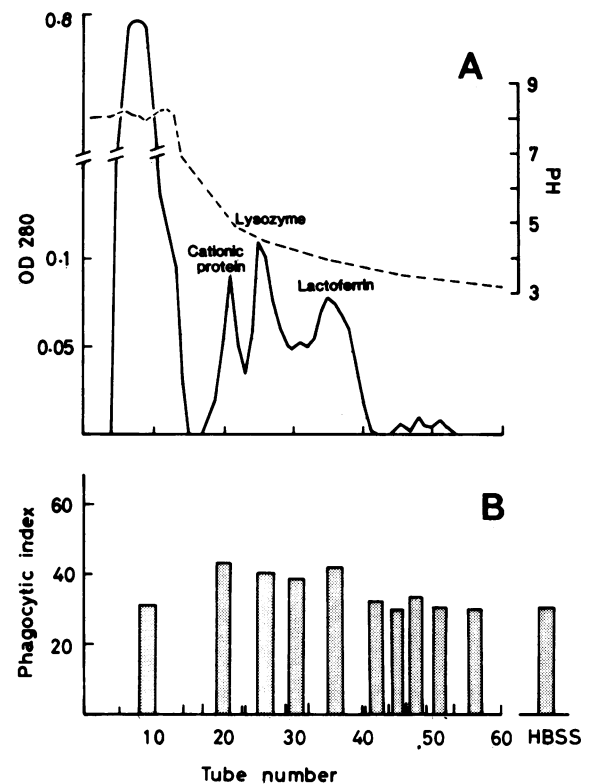 0.8
A
9
7
5
3
PH
OD 280
0.1
0.05
Lysozyme
Cationic
protein
Lactoferrin
B
Phagocytic index
60
40
20
10
20
30
40
50
60
HBSS
Tube number